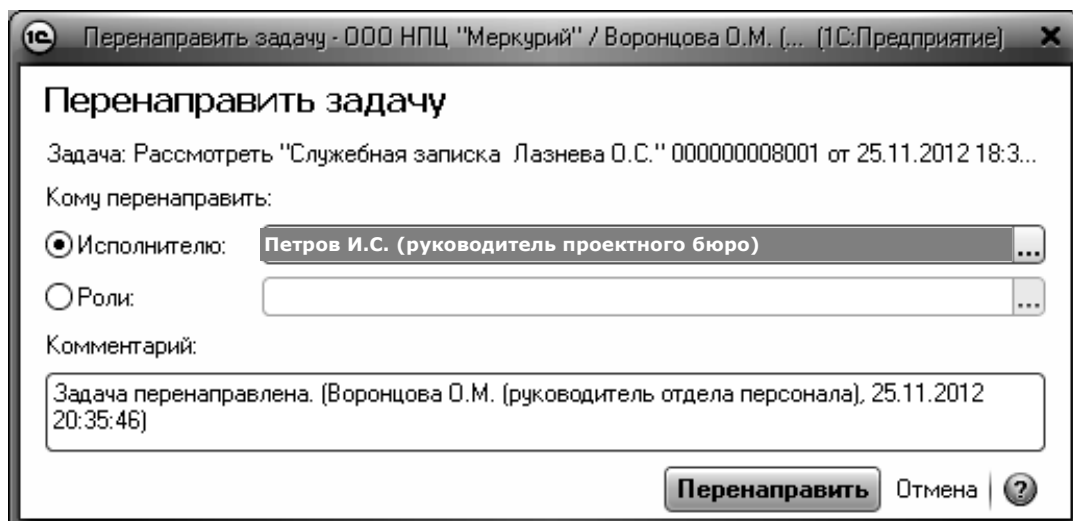 1С Перенаправить задачу - ООО НПЦ "Меркурий" / Воронцова О.М. (... (1С:Предприятие)
Перенаправить задачу
Задача: Рассмотреть "Служебная записка Лазнева О.С." 000000008001 от 25.11.2012 18:3...
Кому перенаправить:
Исполнителю: Петров И.С. (руководитель проектного бюро) ...
Роли: ...
Комментарий:
Задача перенаправлена. (Воронцова О.М. (руководитель отдела персонала), 25.11.2012
20:35:46)
Перенаправить Отмена ?